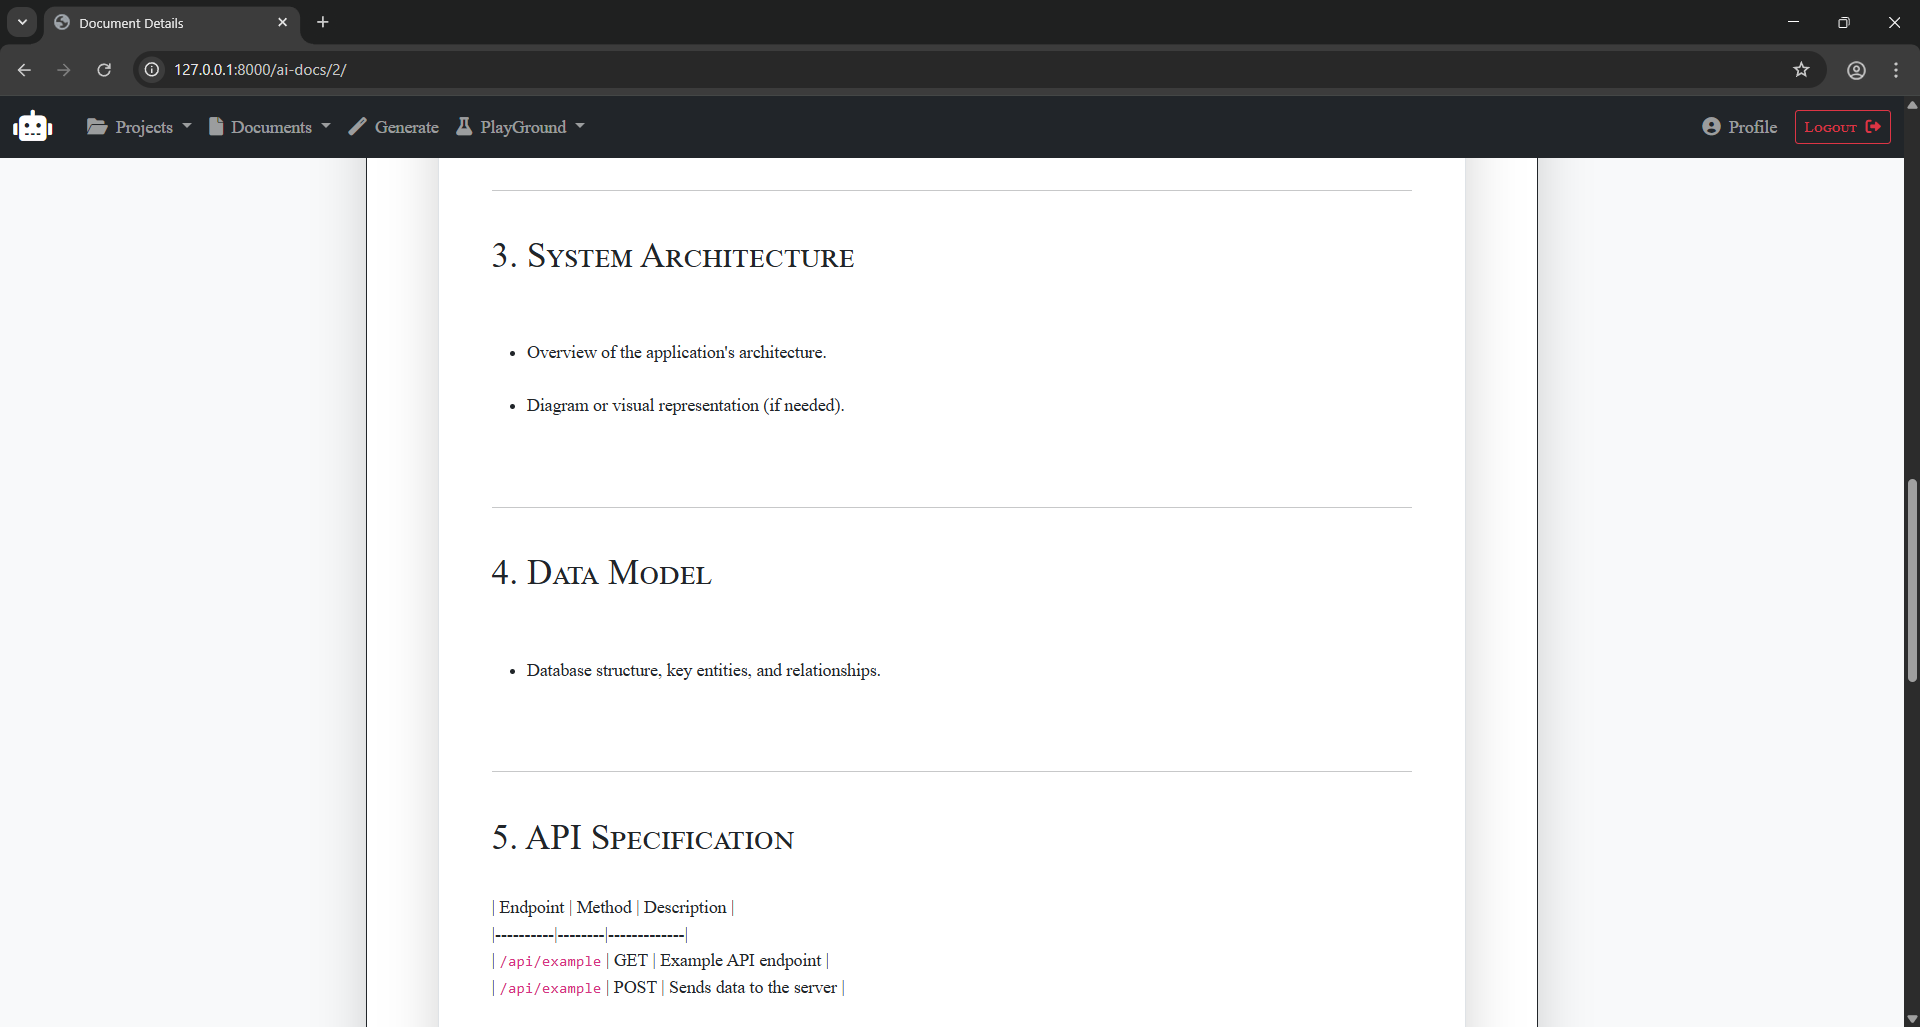 Document Details
127.0.0.1:8000/ai-docs/2/
Projects Documents Generate PlayGround Profile Logout
3. System Architecture
• Overview of the application's architecture.
• Diagram or visual representation (if needed).
4. Data Model
• Database structure, key entities, and relationships.
5. API Specification
| Endpoint | Method | Description |
|----------|--------|-------------|
| /api/example | GET | Example API endpoint |
| /api/example | POST | Sends data to the server |